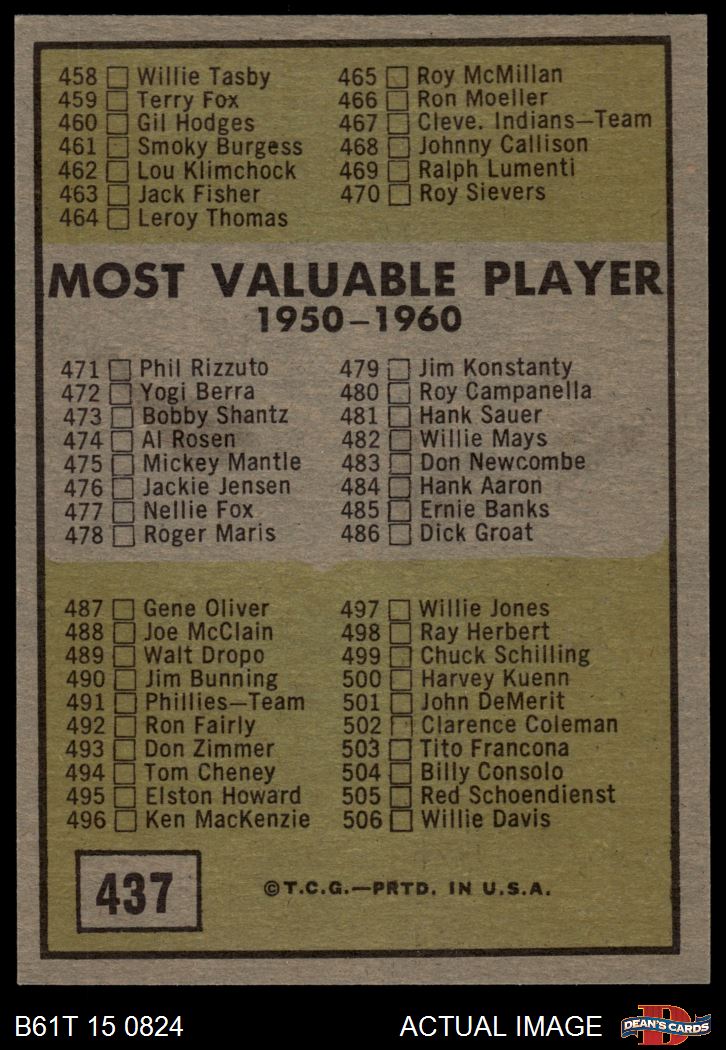 458 Willie Tasby
459 Terry Fox
460 Gil Hodges
461 Smoky Burgess
462 Lou Klimchock
463 Jack Fisher
464 Leroy Thomas
465 Roy McMillan
466 Ron Moeller
467 Cleve. Indians—Team
468 Johnny Callison
469 Ralph Lumenti
470 Roy Sievers
MOST VALUABLE PLAYER
1950–1960
471 Phil Rizzuto
472 Yogi Berra
473 Bobby Shantz
474 Al Rosen
475 Mickey Mantle
476 Jackie Jensen
477 Nellie Fox
478 Roger Maris
479 Jim Konstanty
480 Roy Campanella
481 Hank Sauer
482 Willie Mays
483 Don Newcombe
484 Hank Aaron
485 Ernie Banks
486 Dick Groat
487 Gene Oliver
488 Joe McClain
489 Walt Dropo
490 Jim Bunning
491 Phillies—Team
492 Ron Fairly
493 Don Zimmer
494 Tom Cheney
495 Elston Howard
496 Ken MacKenzie
497 Willie Jones
498 Ray Herbert
499 Chuck Schilling
500 Harvey Kuenn
501 John DeMerit
502 Clarence Coleman
503 Tito Francona
504 Billy Consolo
505 Red Schoendienst
506 Willie Davis
437
©T.C.G.—PRTD. IN U.S.A.
B61T 15 0824
ACTUAL IMAGE
D
DEAN'S CARDS